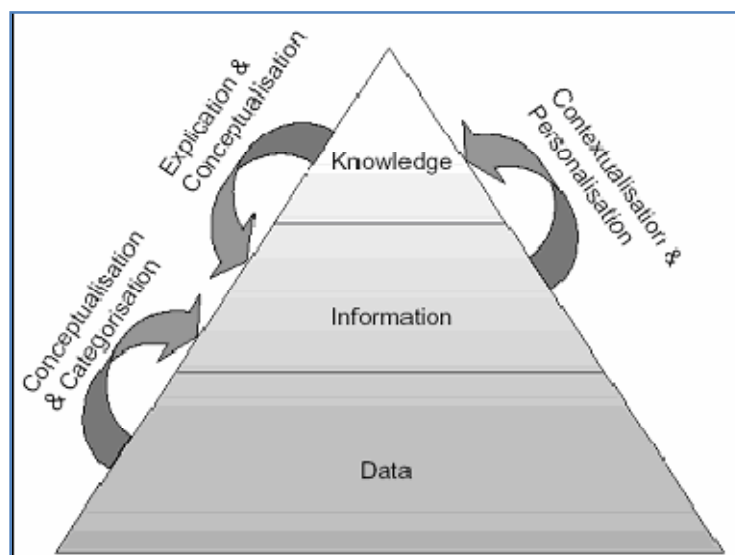 Explication &
Conceptualisation
Contextualisation &
Personalisation
Knowledge
Conceptualisation
& Categorisation
Information
Data